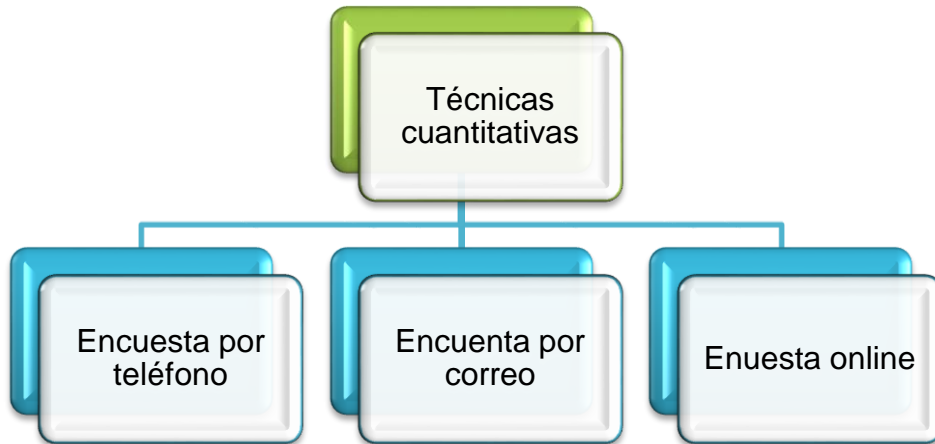 Técnicas
cuantitativas
Encuesta por
teléfono
Encuenta por
correo
Enuesta online